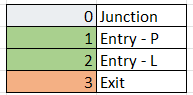 0 Junction
1 Entry - P
2 Entry - L
3 Exit